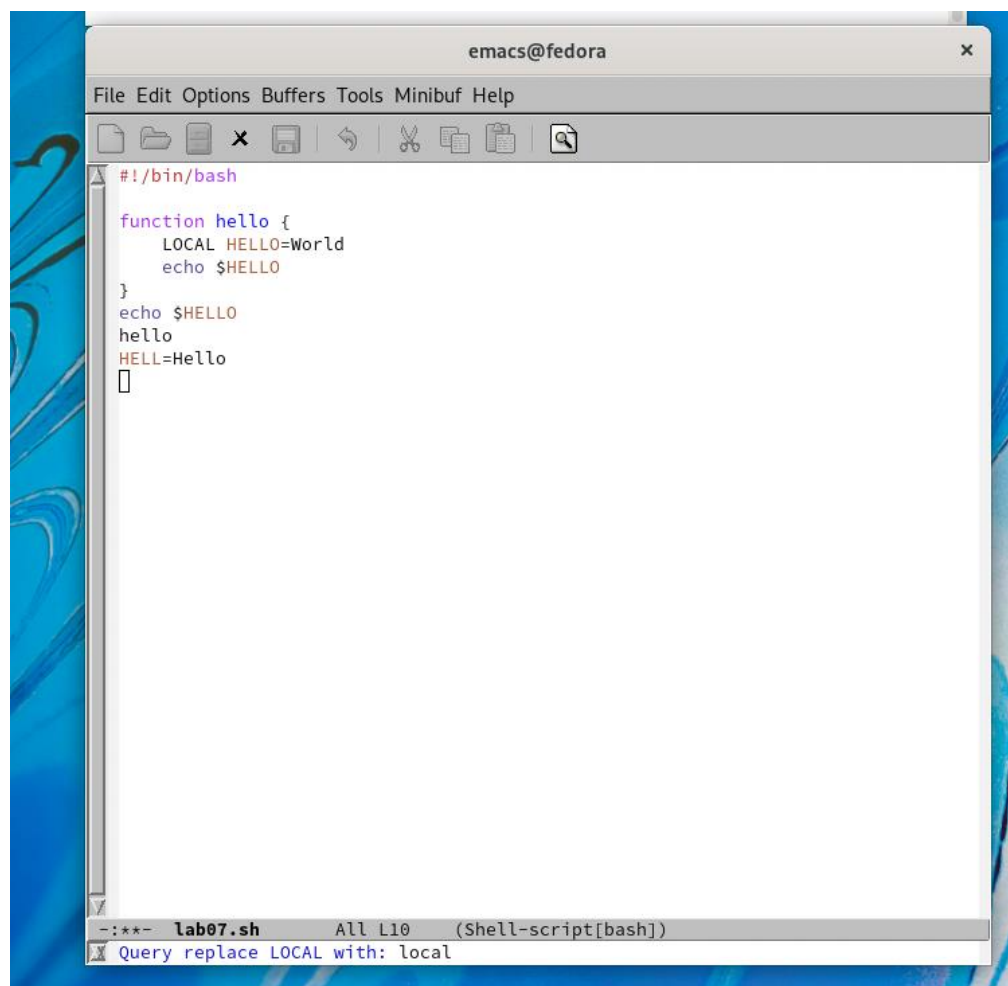 emacs@fedora ×
File Edit Options Buffers Tools Minibuf Help
#!/bin/bash
function hello {
    LOCAL HELLO=World
    echo $HELLO
}
echo $HELLO
hello
HELL=Hello
-:**- lab07.sh All L10 (Shell-script[bash])
Query replace LOCAL with: local